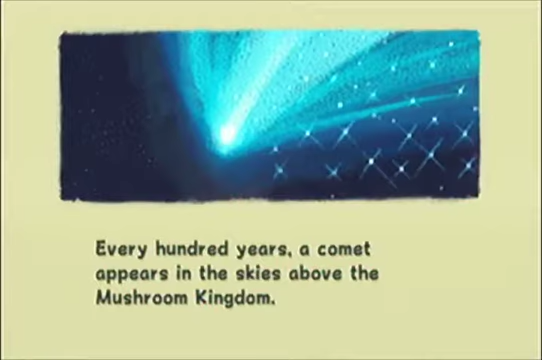 Every hundred years, a comet
appears in the skies above the
Mushroom Kingdom.